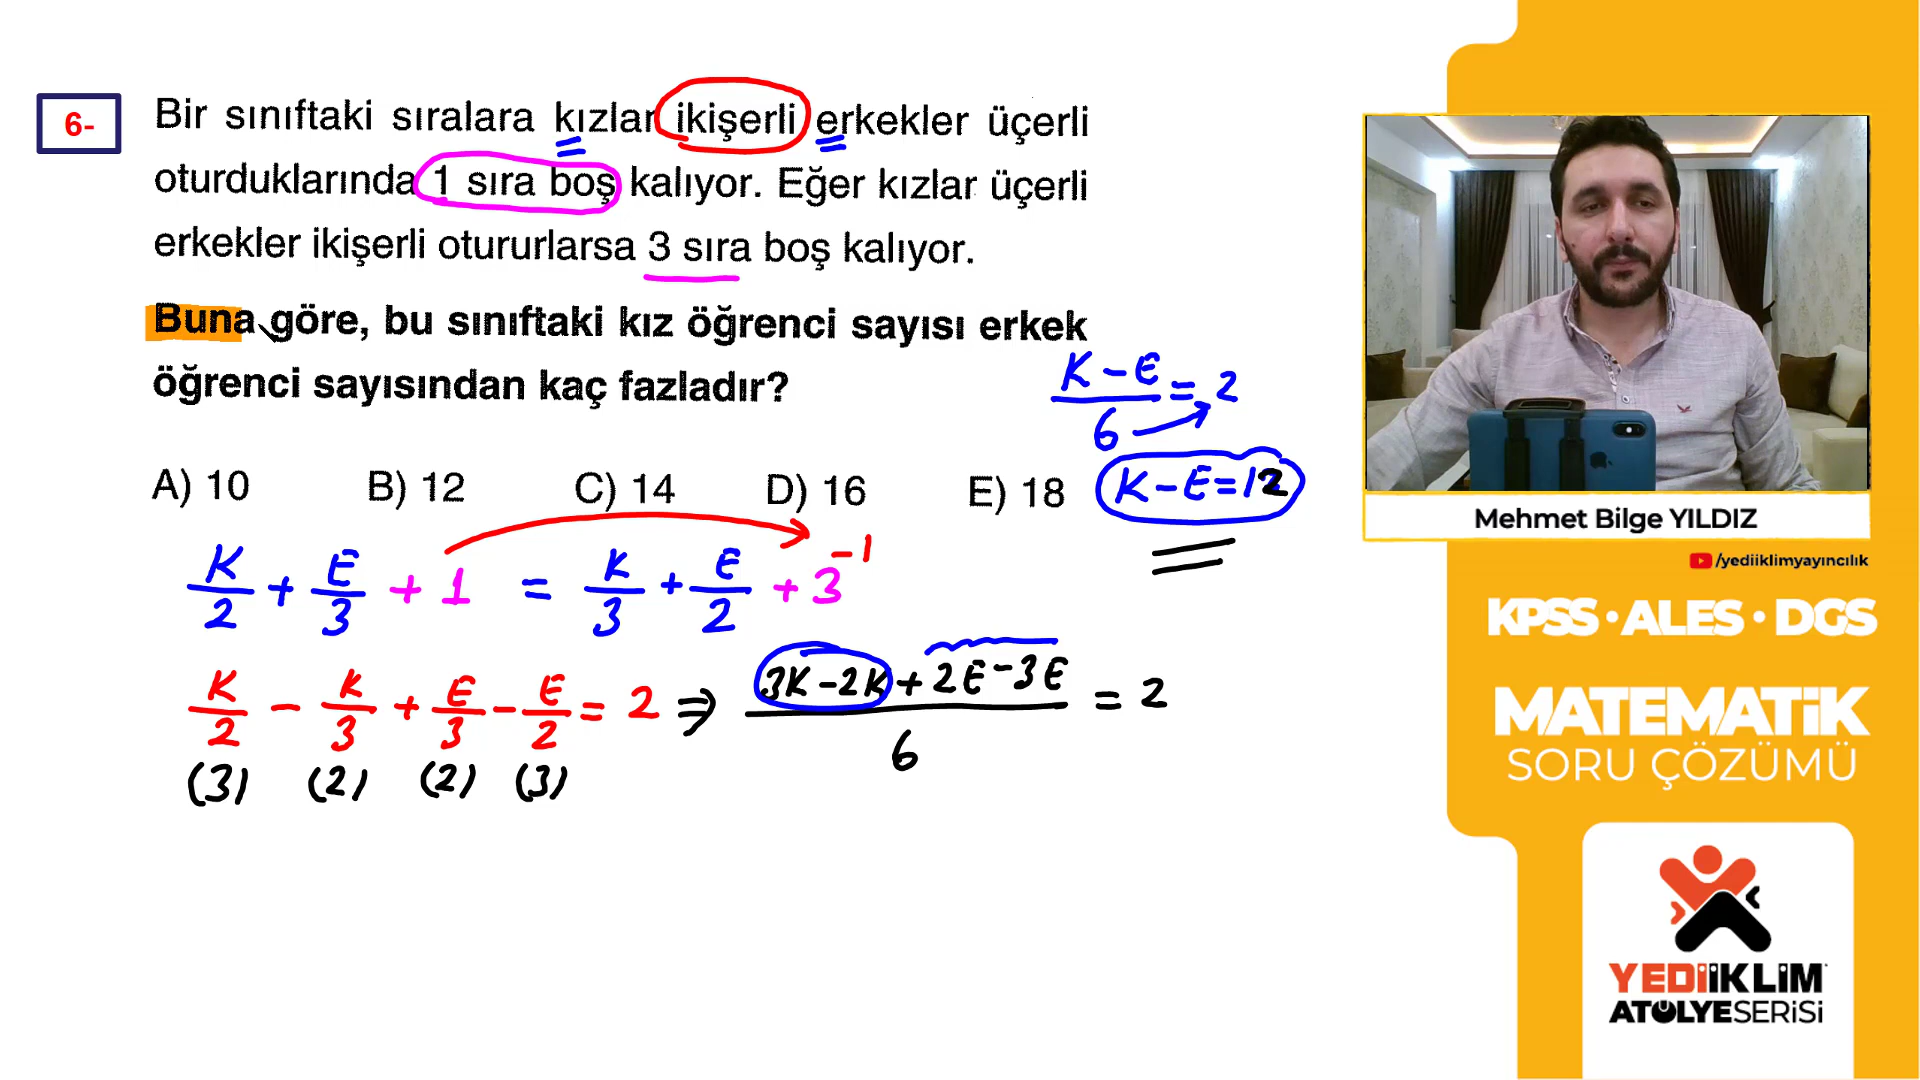 6-
Bir sınıftaki sıralara kızlar ikişerli erkekler üçerli
oturduklarında 1 sıra boş kalıyor. Eğer kızlar üçerli
erkekler ikişerli otururlarsa 3 sıra boş kalıyor.
Buna göre, bu sınıftaki kız öğrenci sayısı erkek
öğrenci sayısından kaç fazladır?
A) 10 B) 12 C) 14 D) 16 E) 18
K/2 + E/3 + 1 = K/3 + E/2 + 3 -1
K/2 - K/3 + E/3 - E/2 = 2 ⇒ (3K-2K + 2E-3E)/6 = 2
(3) (2) (2) (3)
(K-E)/6 = 2
K-E=12
Mehmet Bilge YILDIZ
/yediiklimyayıncılık
KPSS • ALES • DGS
MATEMATİK
SORU ÇÖZÜMÜ
YEDİİKLİM
ATÖLYESERİSİ